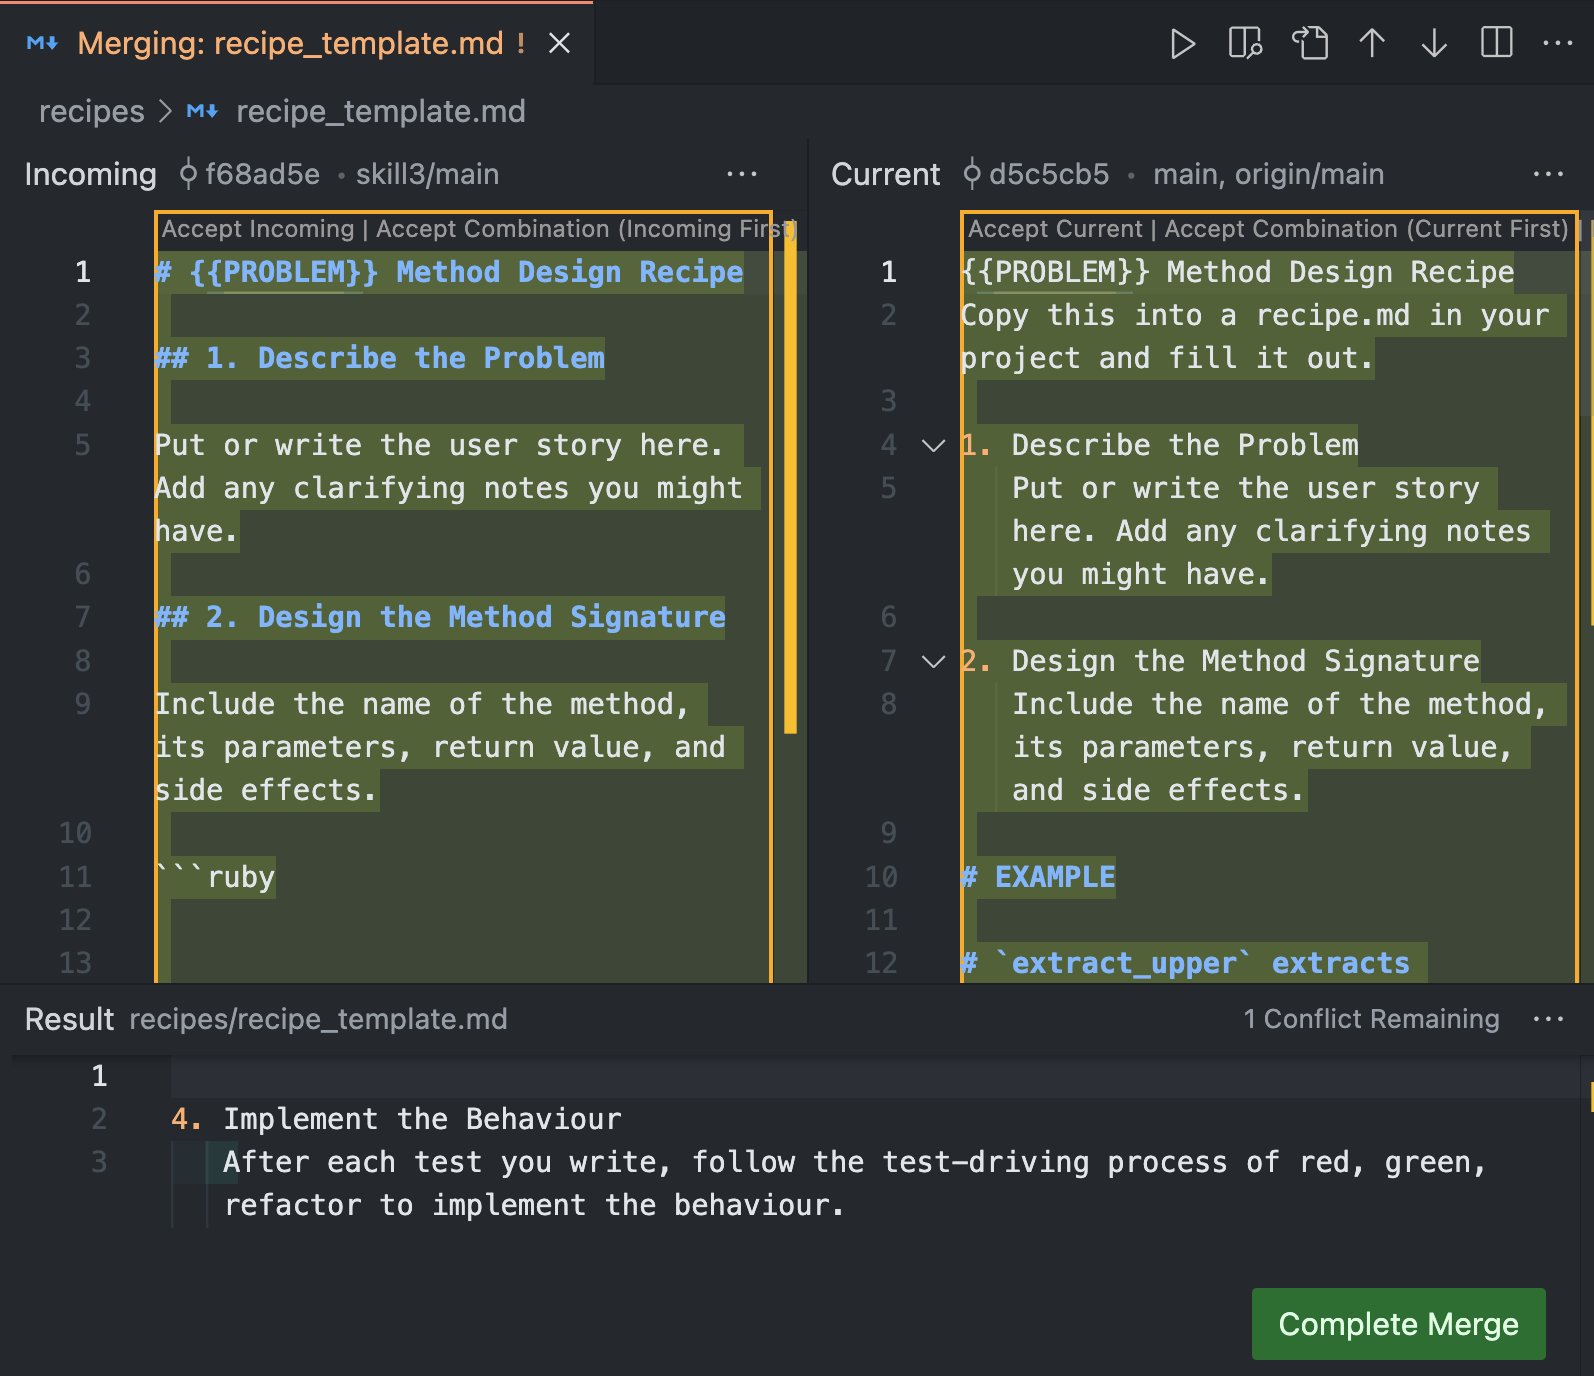 Merging: recipe_template.md !
recipes > recipe_template.md
Incoming f68ad5e • skill3/main ...
Accept Incoming | Accept Combination (Incoming First)
1 # {{PROBLEM}} Method Design Recipe
2
3 ## 1. Describe the Problem
4
5 Put or write the user story here.
Add any clarifying notes you might
have.
6
7 ## 2. Design the Method Signature
8
9 Include the name of the method,
its parameters, return value, and
side effects.
10
11 ```ruby
12
13
Current d5c5cb5 • main, origin/main ...
Accept Current | Accept Combination (Current First) |
1 {{PROBLEM}} Method Design Recipe
2 Copy this into a recipe.md in your
project and fill it out.
3
4 1. Describe the Problem
5 Put or write the user story
here. Add any clarifying notes
you might have.
6
7 2. Design the Method Signature
8 Include the name of the method,
its parameters, return value,
and side effects.
9
10 # EXAMPLE
11
12 # `extract_upper` extracts
Result recipes/recipe_template.md 1 Conflict Remaining ...
1
2 4. Implement the Behaviour
3 After each test you write, follow the test-driving process of red, green,
refactor to implement the behaviour.
Complete Merge